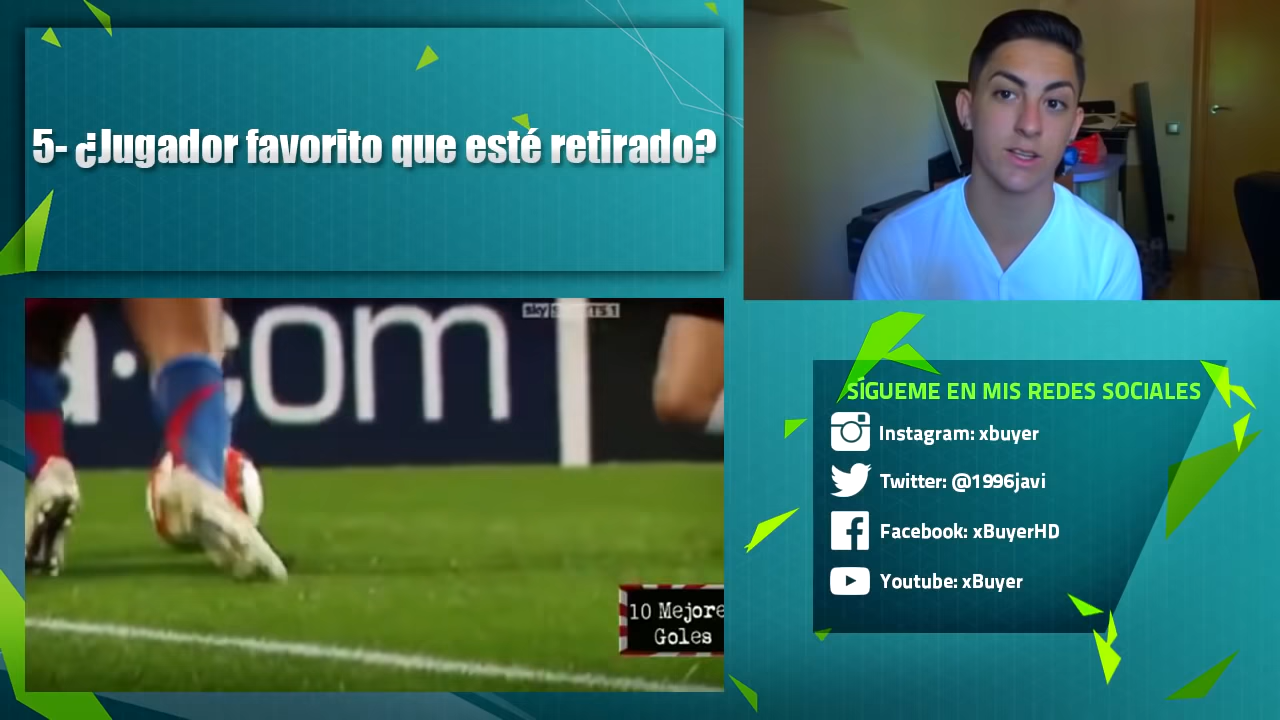 5- ¿Jugador favorito que esté retirado?
a.com
10 Mejore
Goles
SÍGUEME EN MIS REDES SOCIALES
Instagram: xbuyer
Twitter: @1996javi
Facebook: xBuyerHD
Youtube: xBuyer